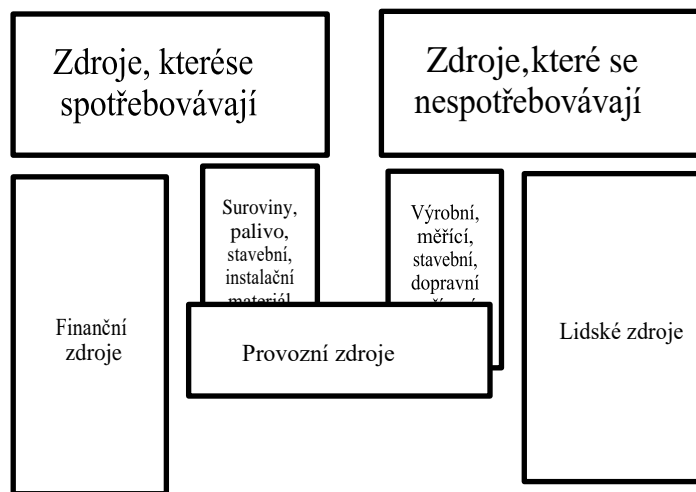 Zdroje, kterése
spotřebovávají
Zdroje,které se
nespotřebovávají
Finanční
zdroje
Suroviny,
palivo,
stavební,
instalační
materiál
Výrobní,
měřící,
stavební,
dopravní
Provozní zdroje
Lidské zdroje